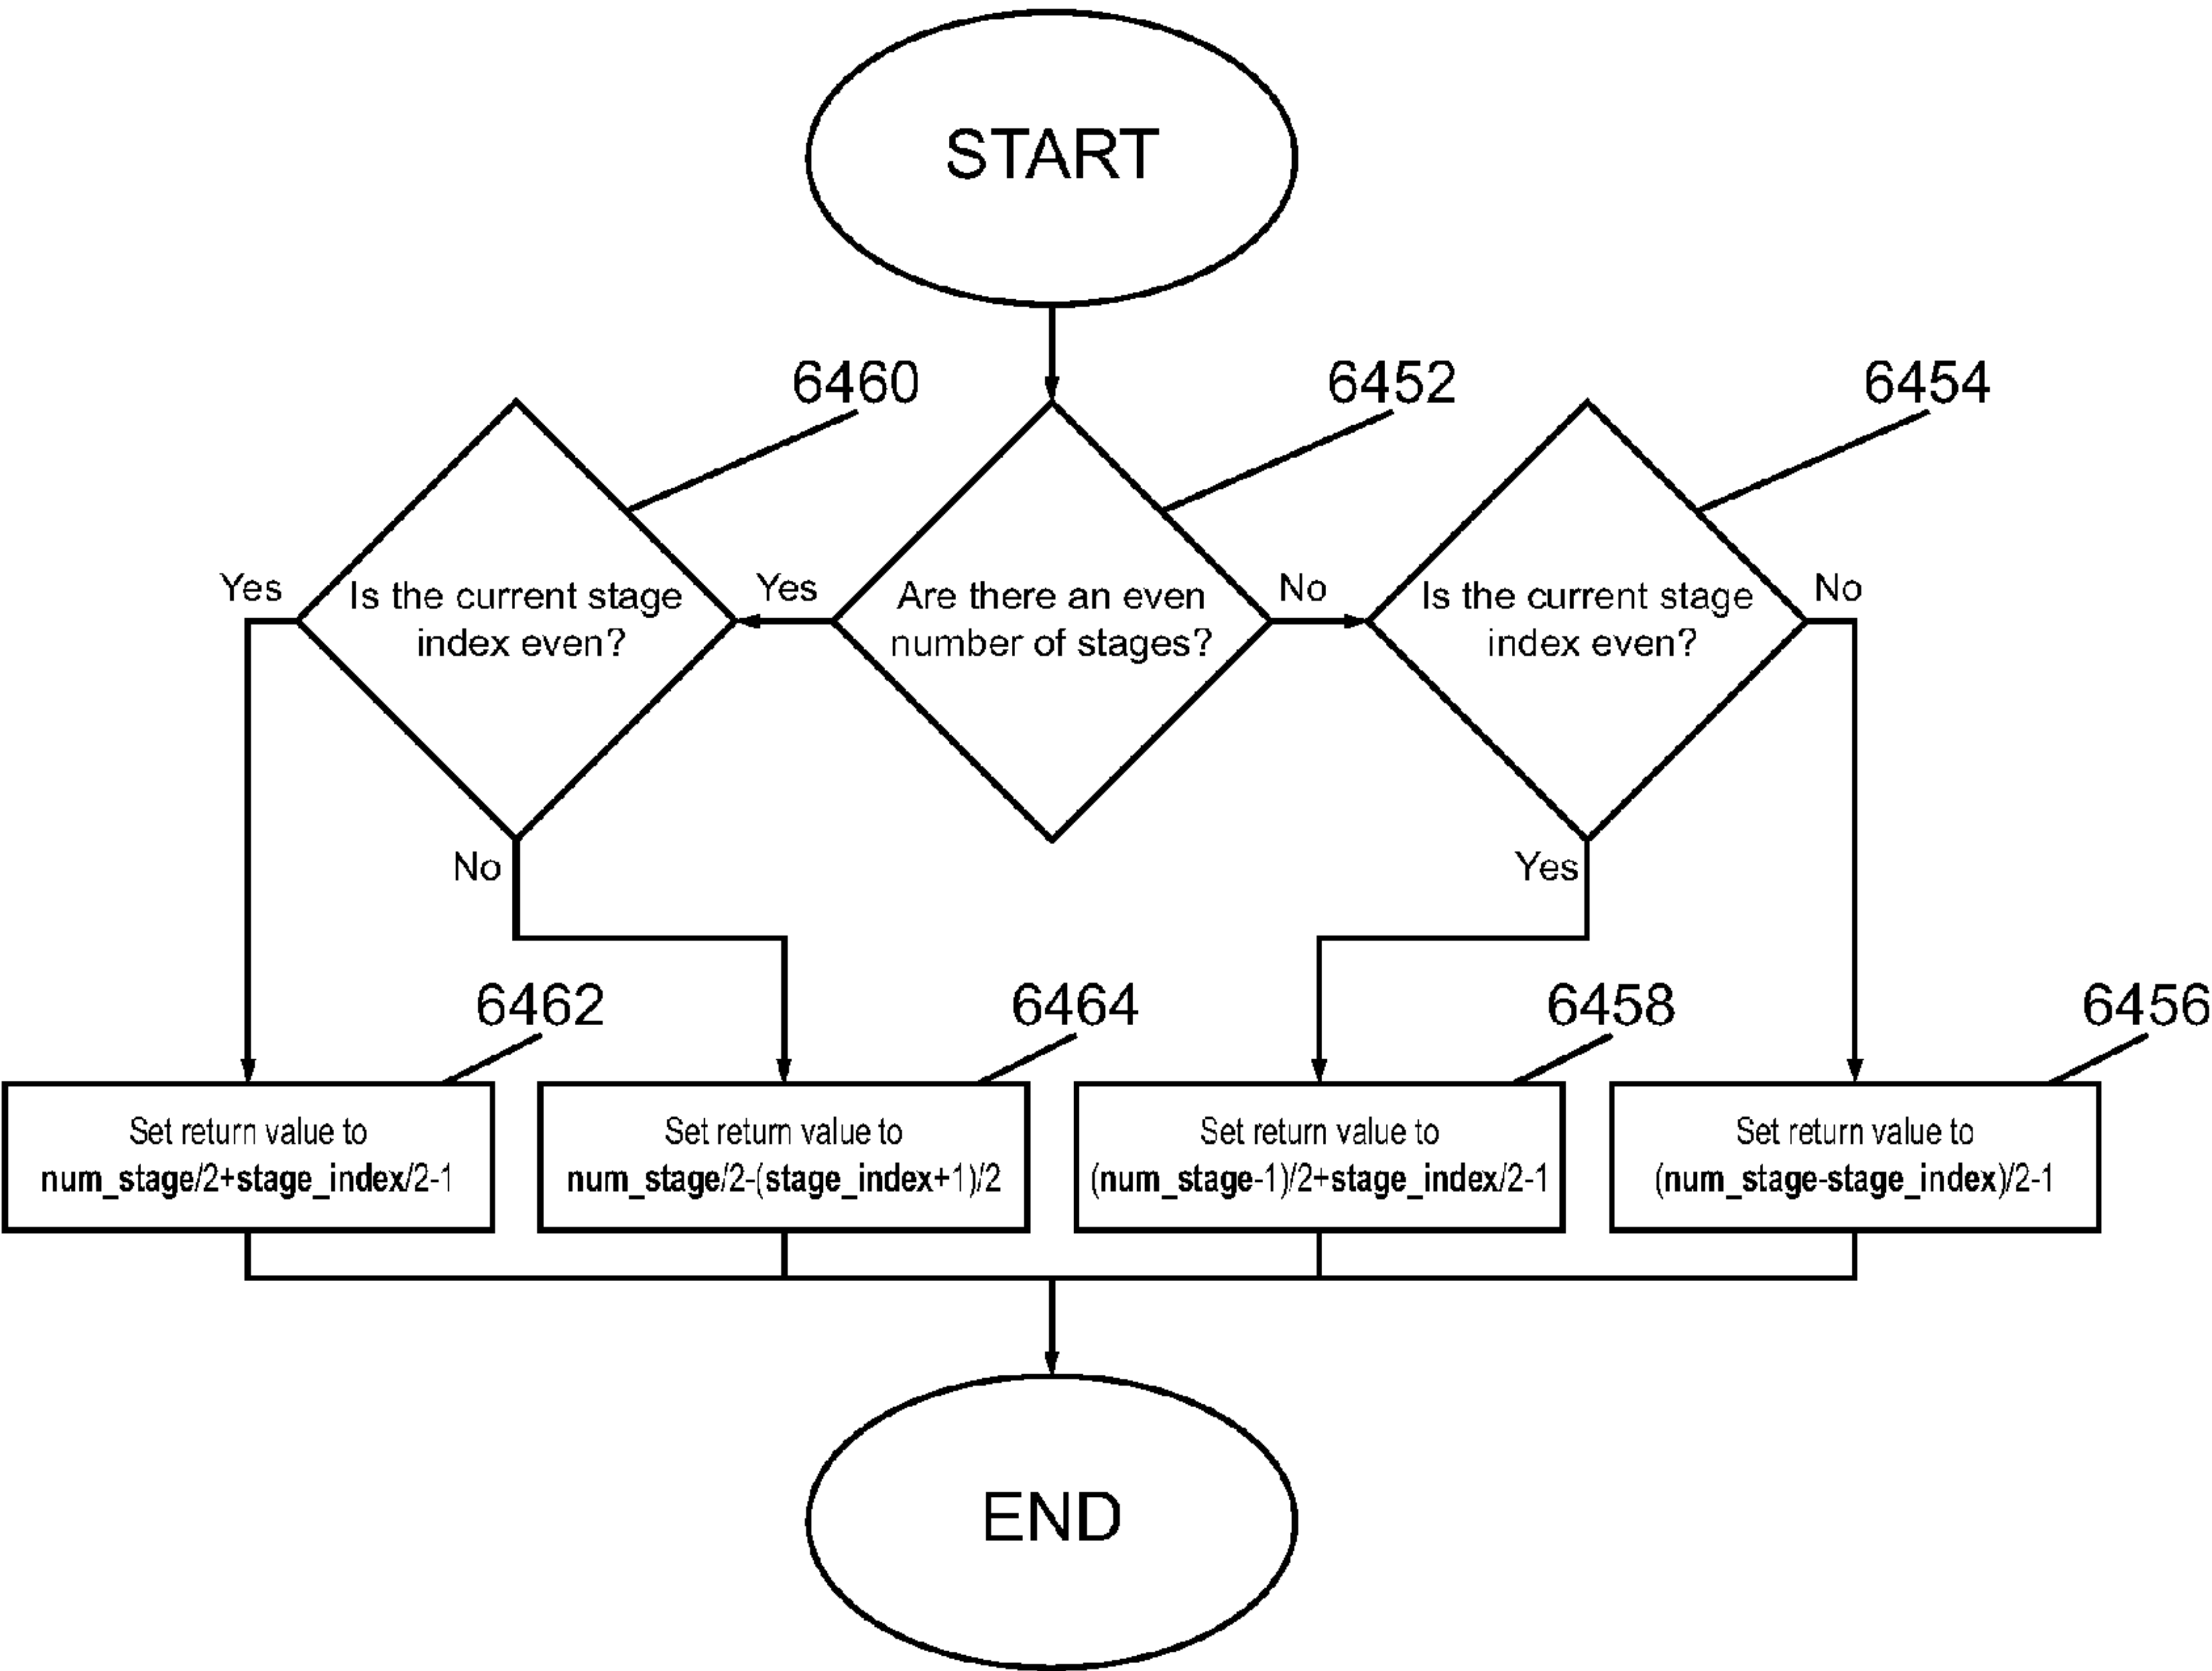 START
6460
6452
6454
Yes
Is the current stage
index even?
Yes
Are there an even
number of stages?
No
Is the current stage
index even?
No
No
Yes
6462
6464
6458
6456
Set return value to
num_stage/2+stage_index/2-1
Set return value to
num_stage/2-(stage_index+1)/2
Set return value to
(num_stage-1)/2+stage_index/2-1
Set return value to
(num_stage-stage_index)/2-1
END